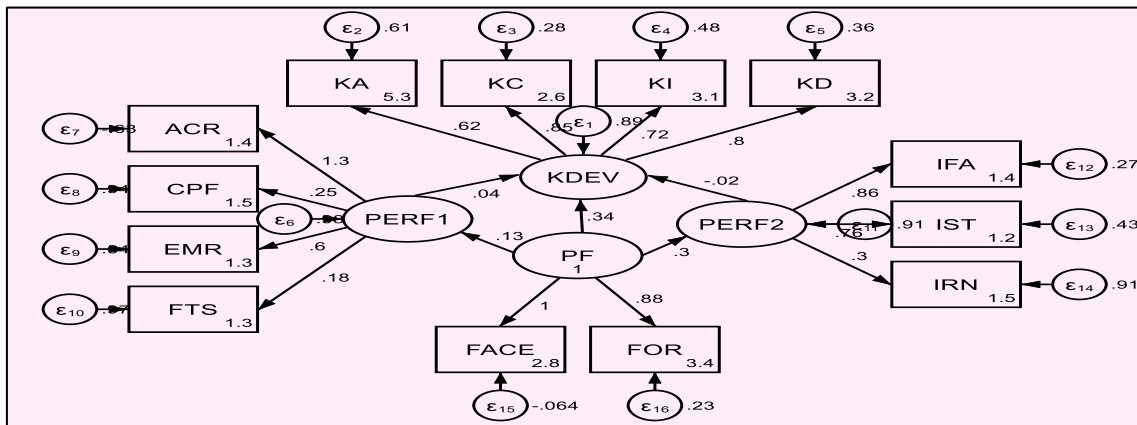 ε2 .61 ε3 .28 ε4 .48 ε5 .36
KA 5.3 KC 2.6 KI 3.1 KD 3.2
ε1 .89
ε7 ACR 1.4
.62 .85 .72 .8
1.3
ε8 CPF 1.5
.25
KDEV
.04 -.02
IFA 1.4 ε12 .27
.86
ε6 PERF1
.34
PERF2 .91 IST 1.2 ε13 .43
.76
ε9 EMR 1.3
.6
.13 PF 1 .3
.3
IRN 1.5 ε14 .91
.18
ε10 FTS 1.3
1 .88
FACE 2.8 FOR 3.4
ε15 -.064 ε16 .23